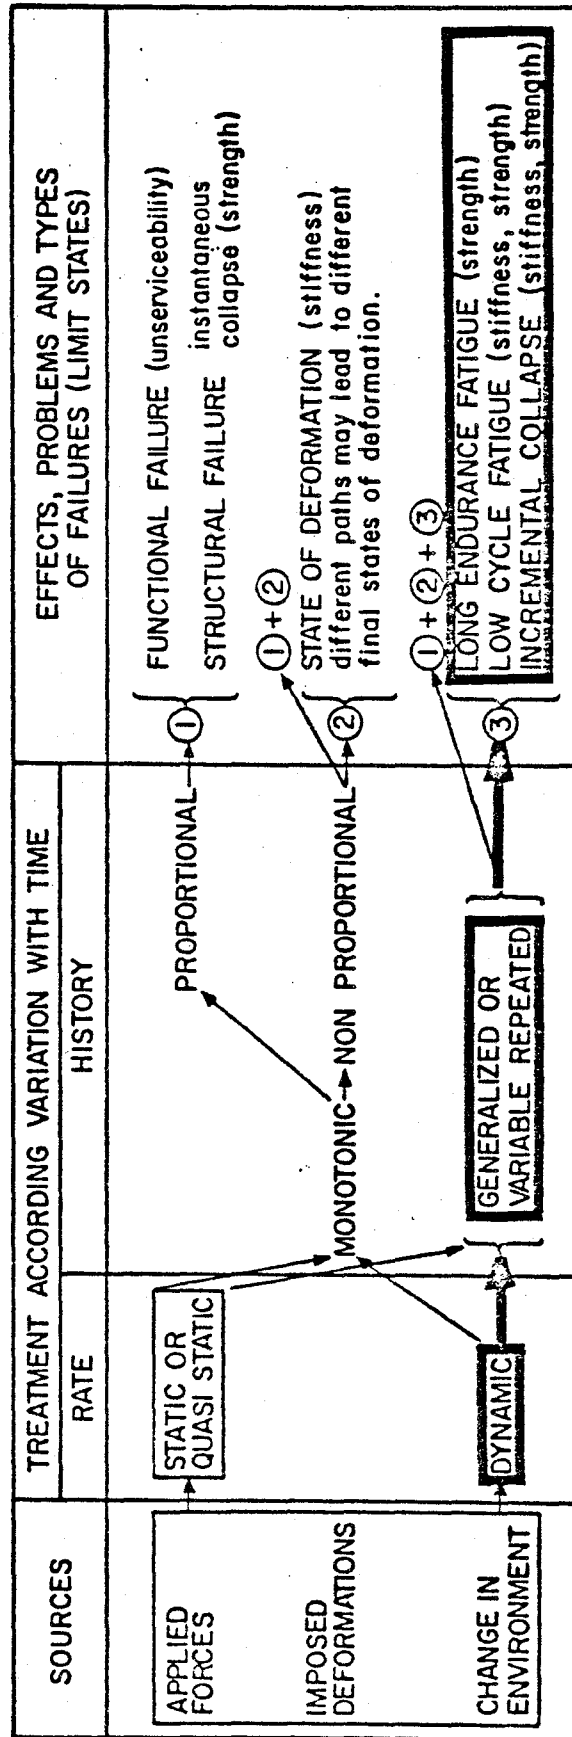 SOURCES
TREATMENT ACCORDING VARIATION WITH TIME
RATE
HISTORY
EFFECTS, PROBLEMS AND TYPES
OF FAILURES (LIMIT STATES)
APPLIED
FORCES
IMPOSED
DEFORMATIONS
CHANGE IN
ENVIRONMENT
STATIC OR
QUASI STATIC
DYNAMIC
MONOTONIC
PROPORTIONAL
NON PROPORTIONAL
GENERALIZED OR
VARIABLE REPEATED
①
FUNCTIONAL FAILURE (unserviceability)
STRUCTURAL FAILURE instantaneous
collapse (strength)
①+②
②
STATE OF DEFORMATION (stiffness)
different paths may lead to different
final states of deformation.
①+②+③
③
LONG ENDURANCE FATIGUE (strength)
LOW CYCLE FATIGUE (stiffness, strength)
INCREMENTAL COLLAPSE (stiffness, strength)